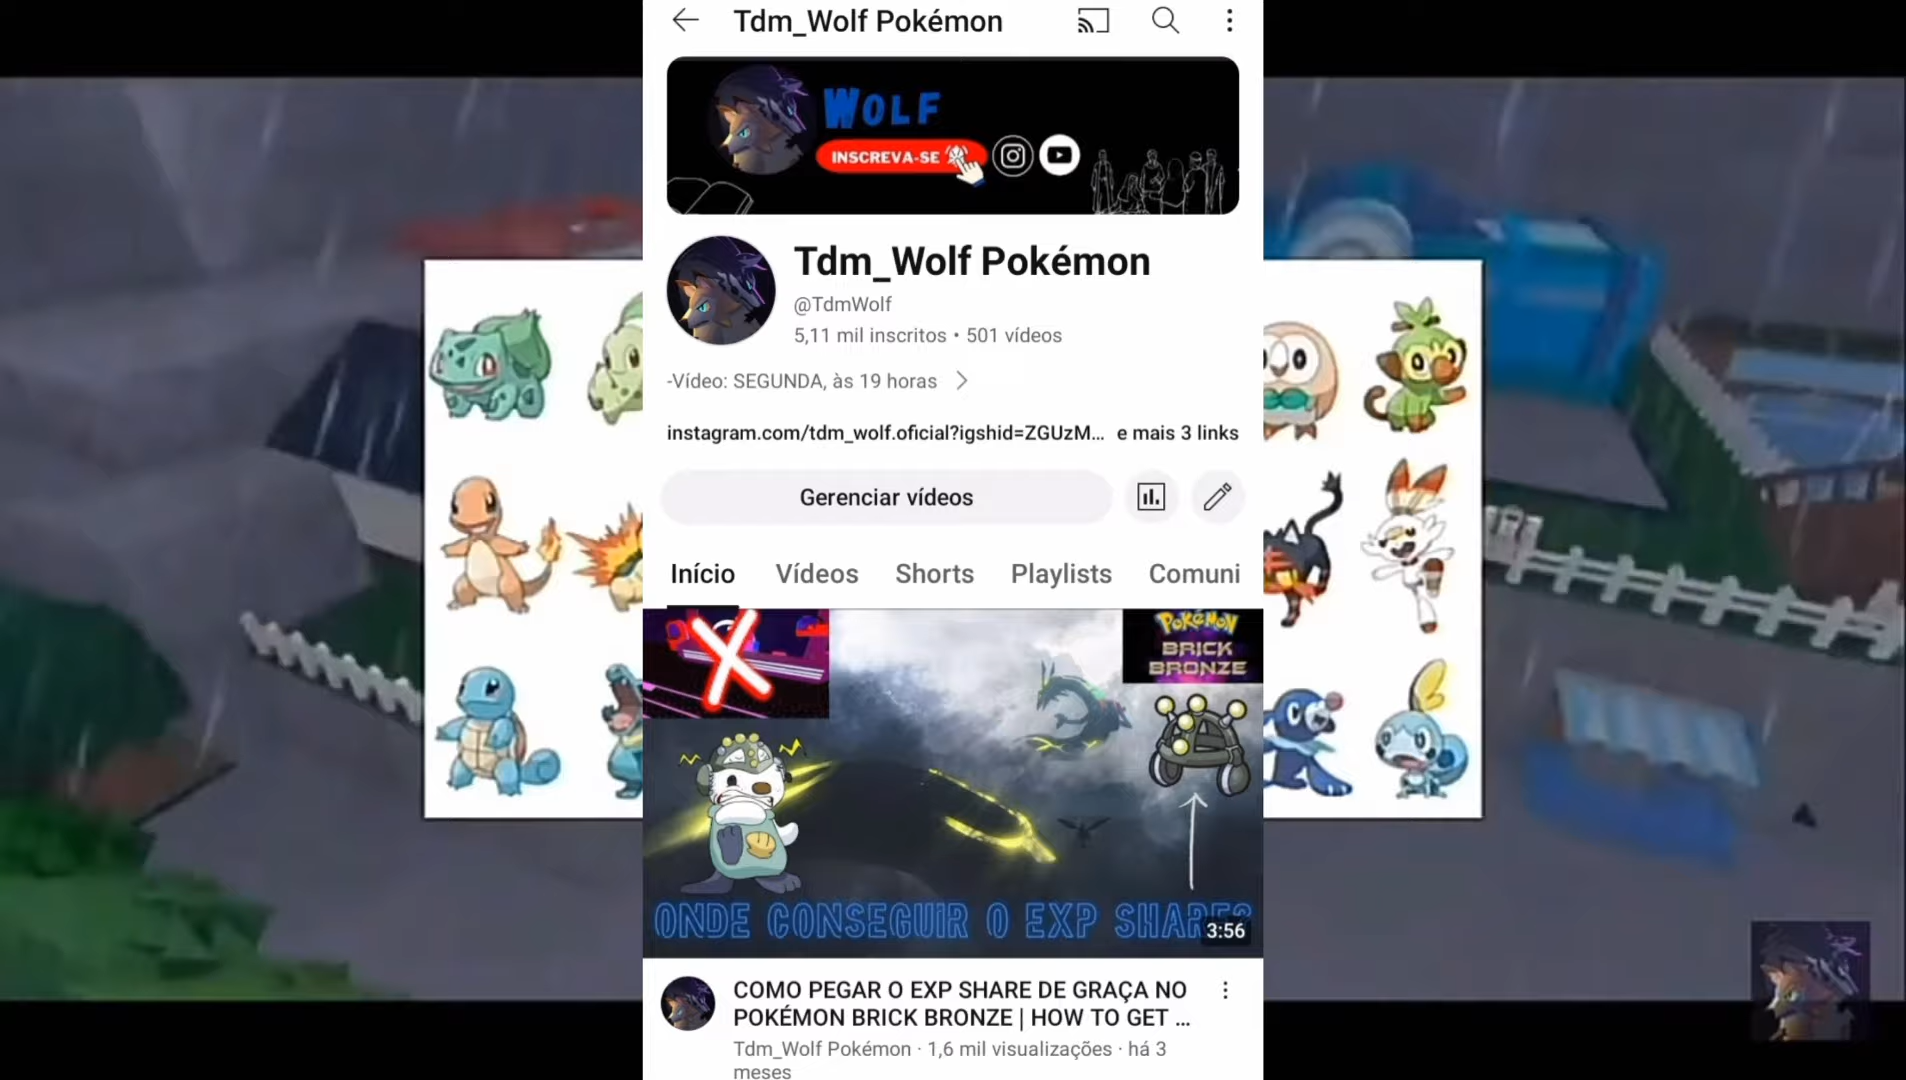 Tdm_Wolf Pokémon
WOLF
INSCREVA-SE
Tdm_Wolf Pokémon
@TdmWolf
5,11 mil inscritos • 501 vídeos
-Vídeo: SEGUNDA, às 19 horas
instagram.com/tdm_wolf.oficial?igshid=ZGUzM... e mais 3 links
Gerenciar vídeos
Início Vídeos Shorts Playlists Comuni
POKÉMON
BRICK
BRONZE
ONDE CONSEGUIR O EXP SHARE?
3:56
COMO PEGAR O EXP SHARE DE GRAÇA NO
POKÉMON BRICK BRONZE | HOW TO GET ...
Tdm_Wolf Pokémon · 1,6 mil visualizações · há 3
meses